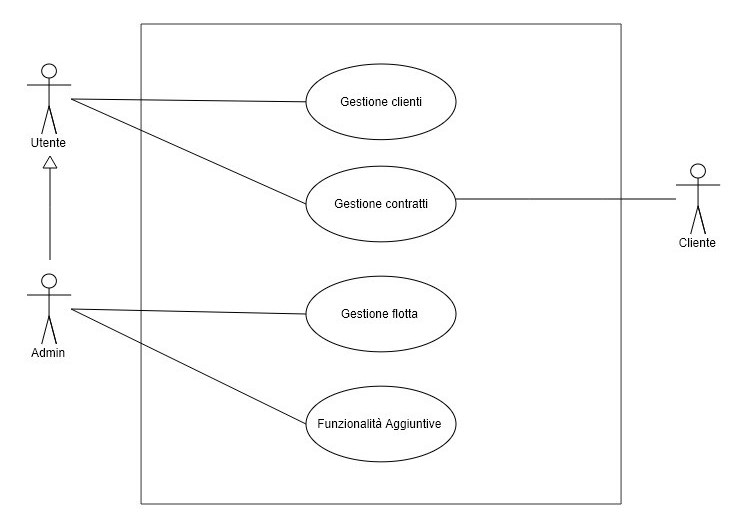 Gestione clienti
Utente
Gestione contratti
Cliente
Gestione flotta
Admin
Funzionalità Aggiuntive